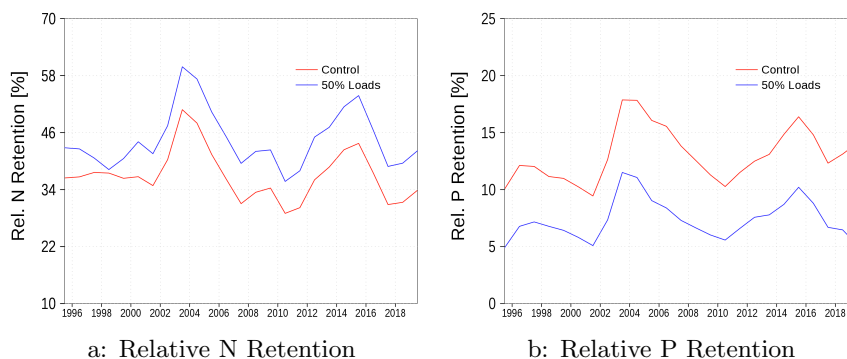 70
58
46
34
22
10
Rel. N Retention [%]
Control
50% Loads
1996 1998 2000 2002 2004 2006 2008 2010 2012 2014 2016 2018
a: Relative N Retention
25
20
15
10
5
0
Rel. P Retention [%]
Control
50% Loads
1996 1998 2000 2002 2004 2006 2008 2010 2012 2014 2016 2018
b: Relative P Retention